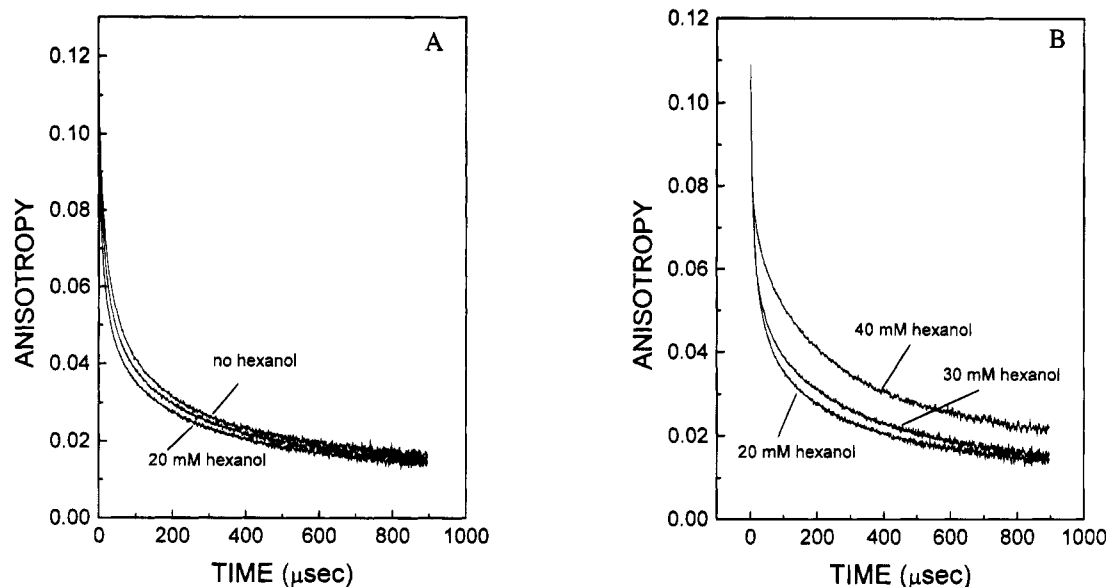 A
0.12
0.10
0.08
0.06
0.04
0.02
0.00
ANISOTROPY
no hexanol
20 mM hexanol
0
200
400
600
800
1000
TIME (μsec)
B
0.12
0.10
0.08
0.06
0.04
0.02
0.00
ANISOTROPY
40 mM hexanol
30 mM hexanol
20 mM hexanol
0
200
400
600
800
1000
TIME (μsec)